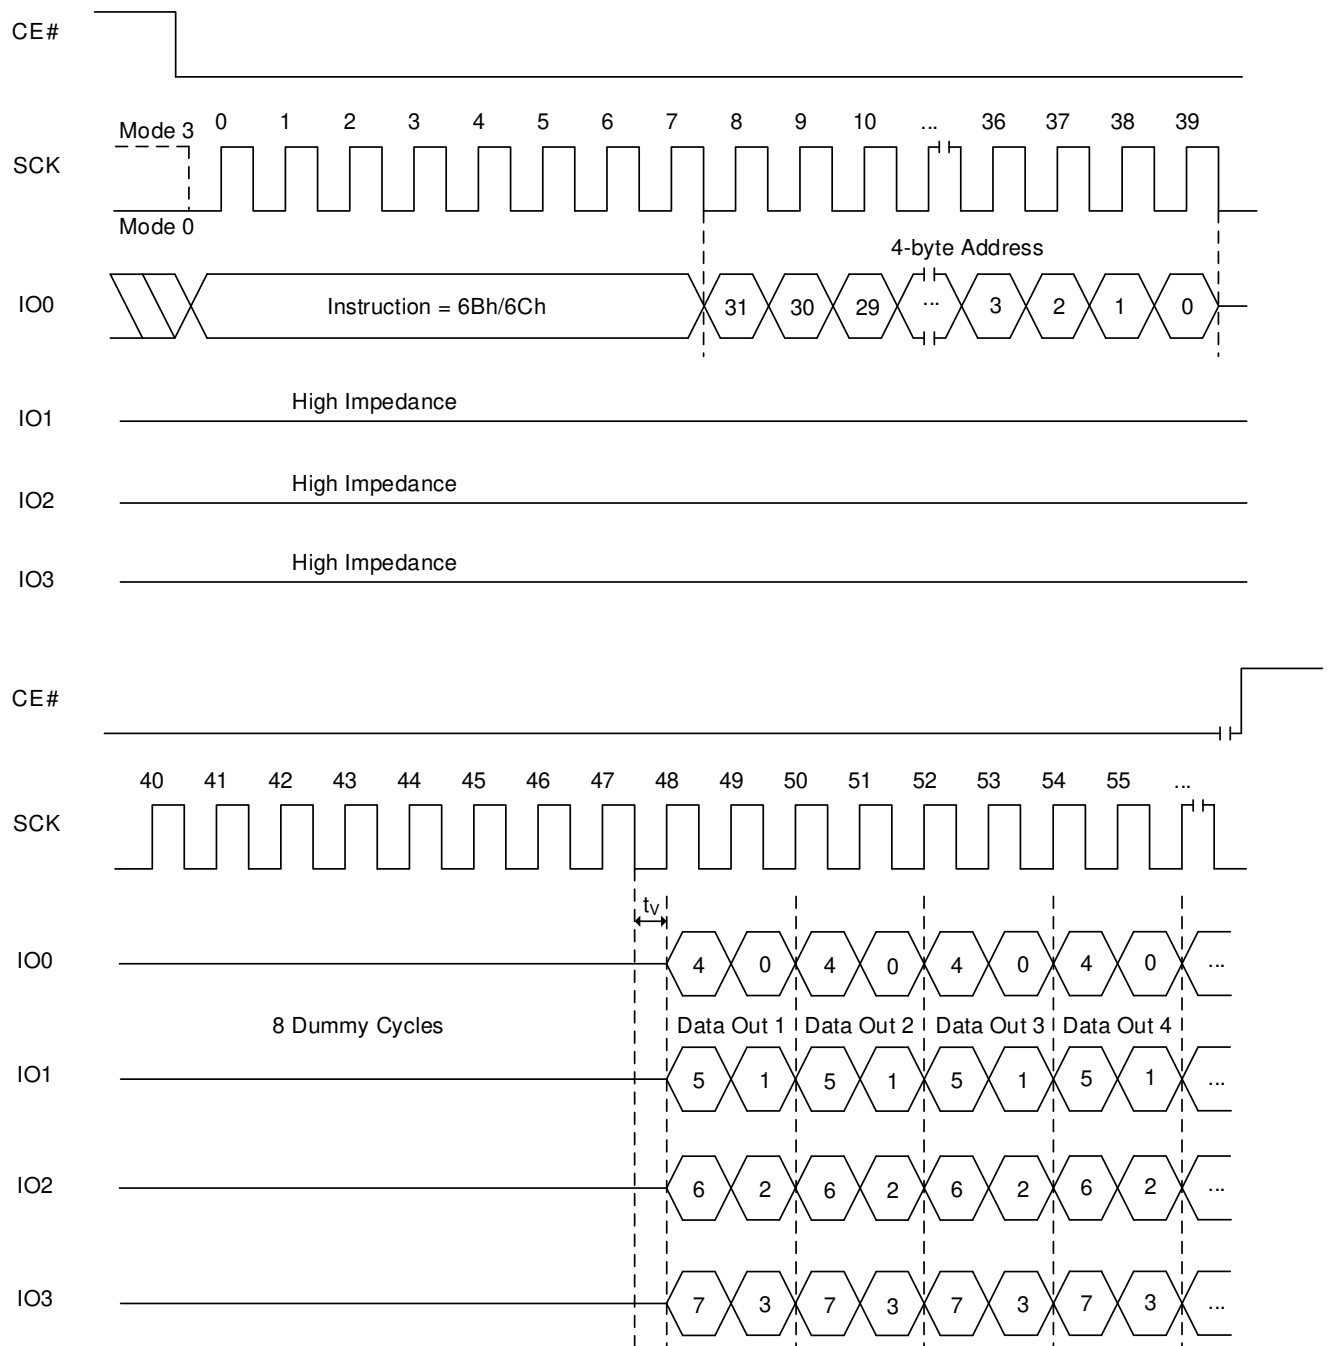 CE#
Mode 3 0 1 2 3 4 5 6 7 8 9 10 ... 36 37 38 39
SCK
Mode 0
4-byte Address
IO0 Instruction = 6Bh/6Ch 31 30 29 ... 3 2 1 0
High Impedance
IO1
High Impedance
IO2
High Impedance
IO3
CE#
40 41 42 43 44 45 46 47 48 49 50 51 52 53 54 55 ...
SCK
tV
IO0 4 0 4 0 4 0 4 0 ...
8 Dummy Cycles Data Out 1 Data Out 2 Data Out 3 Data Out 4
IO1 5 1 5 1 5 1 5 1 ...
IO2 6 2 6 2 6 2 6 2 ...
IO3 7 3 7 3 7 3 7 3 ...